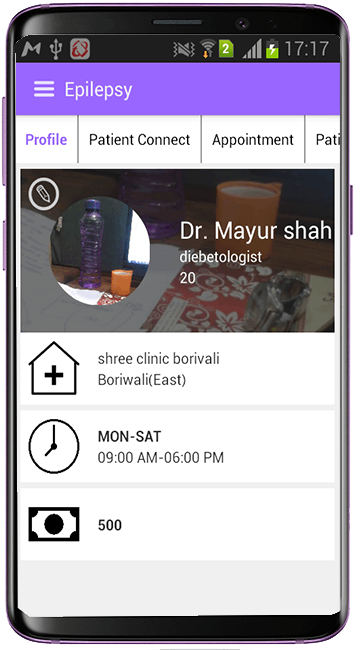 2 17:17
Epilepsy
Profile Patient Connect Appointment Pati
Dr. Mayur shah
diebetologist
20
shree clinic borivali
Boriwali(East)
MON-SAT
09:00 AM-06:00 PM
500